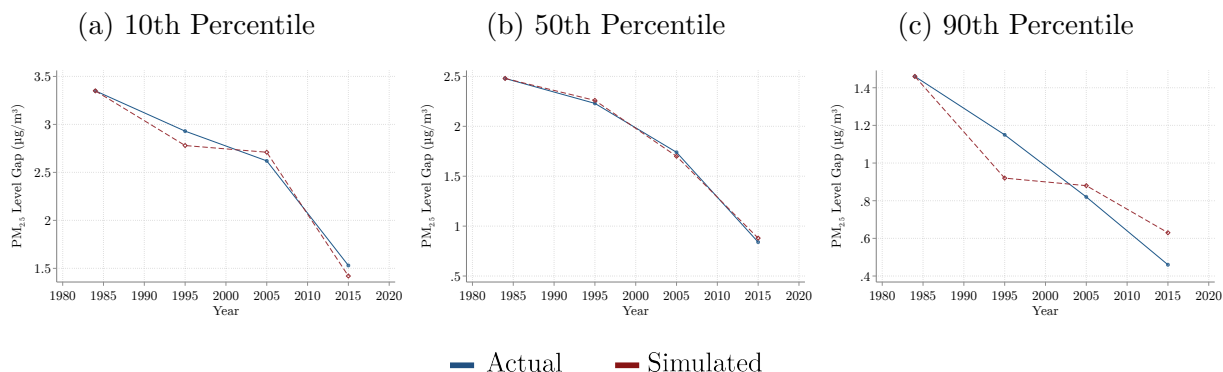 (a) 10th Percentile
PM2.5 Level Gap (µg/m³)
3.5
3
2.5
2
1.5
1980 1985 1990 1995 2000 2005 2010 2015 2020
Year
(b) 50th Percentile
PM2.5 Level Gap (µg/m³)
2.5
2
1.5
1
.5
1980 1985 1990 1995 2000 2005 2010 2015 2020
Year
(c) 90th Percentile
PM2.5 Level Gap (µg/m³)
1.4
1.2
1
.8
.6
.4
1980 1985 1990 1995 2000 2005 2010 2015 2020
Year
Actual Simulated